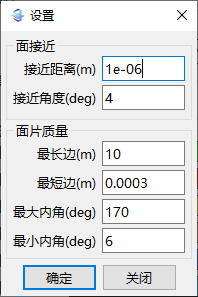 设置
面接近
接近距离(m) 1e-06
接近角度(deg) 4
面片质量
最长边(m) 10
最短边(m) 0.0003
最大内角(deg) 170
最小内角(deg) 6
确定 关闭